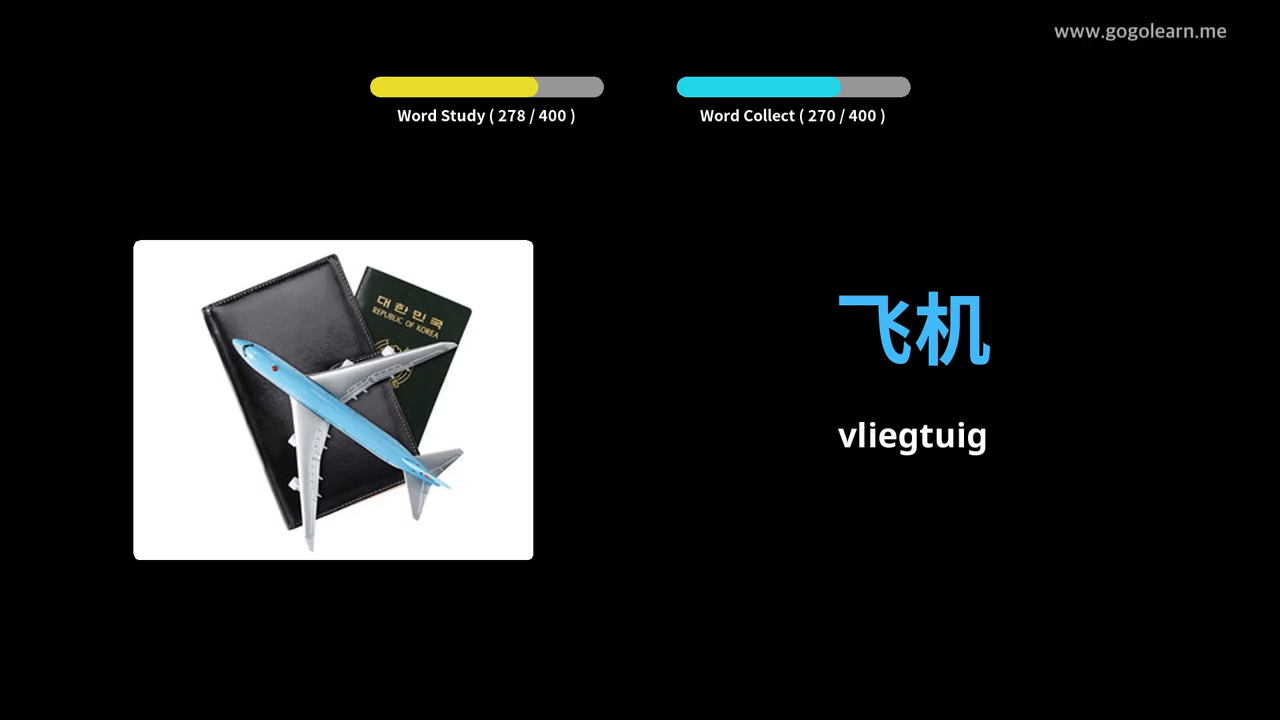 www.gogolearn.me
Word Study ( 278 / 400 )
Word Collect ( 270 / 400 )
대한민국
REPUBLIC OF KOREA
飞机
vliegtuig